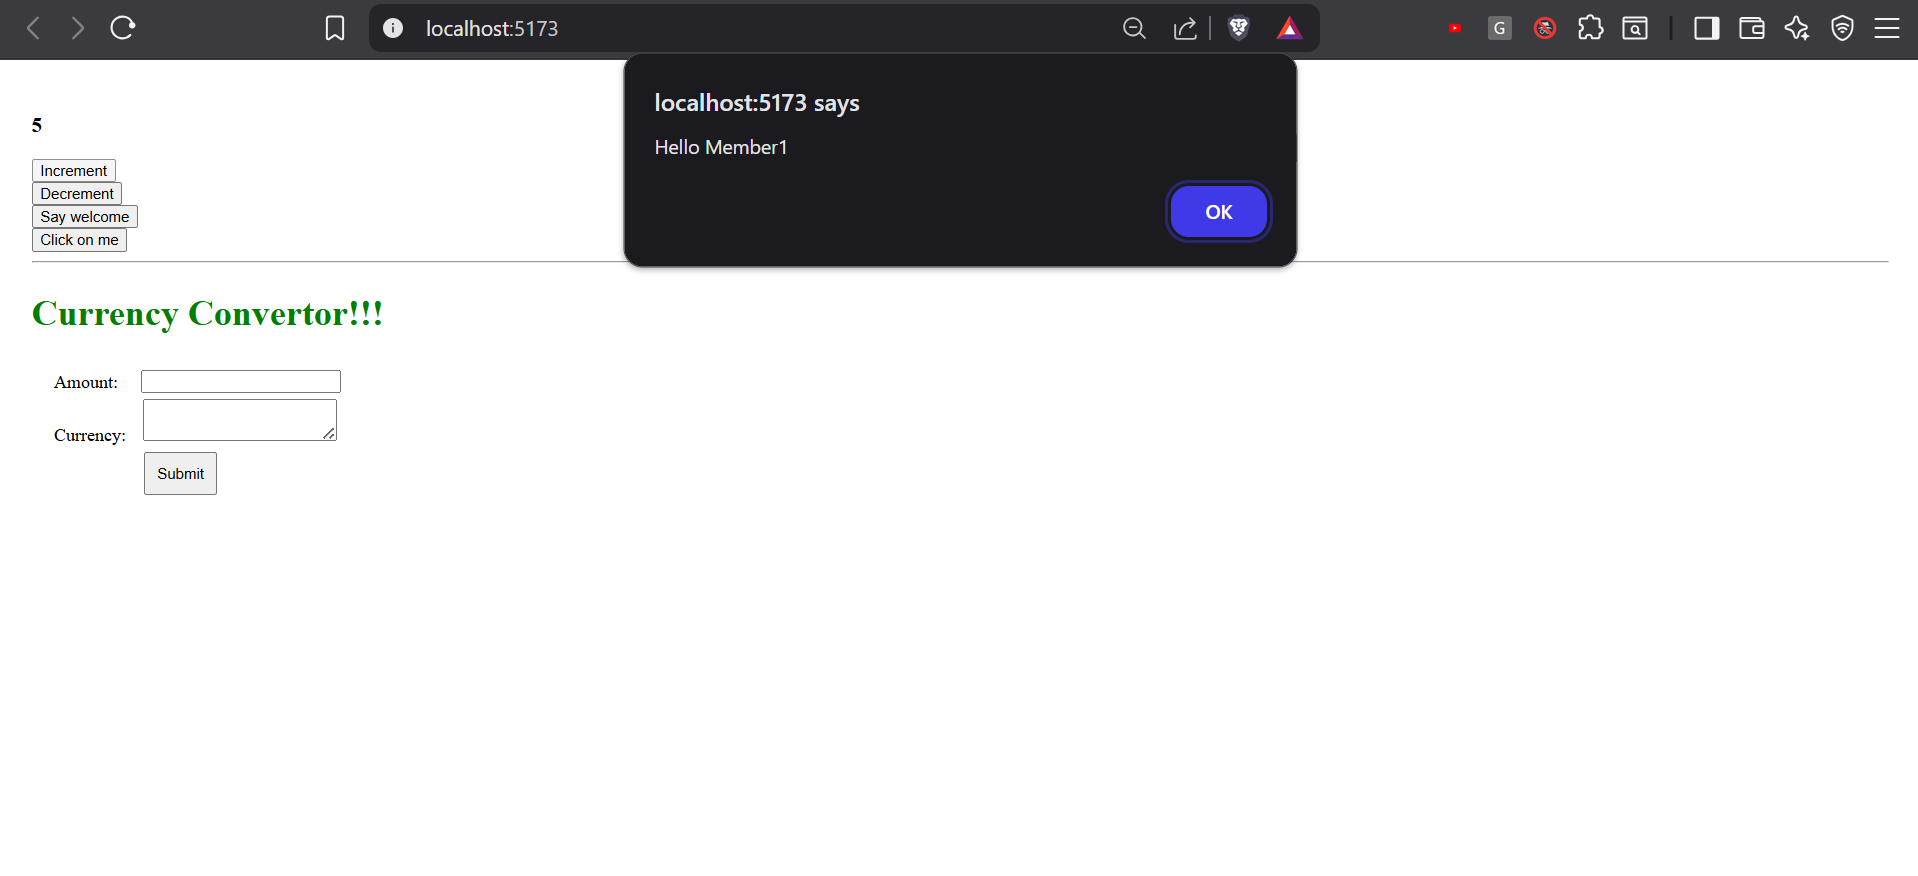 localhost:5173
G
localhost:5173 says
Hello Member1
OK
5
Increment
Decrement
Say welcome
Click on me
Currency Convertor!!!
Amount:
Currency:
Submit